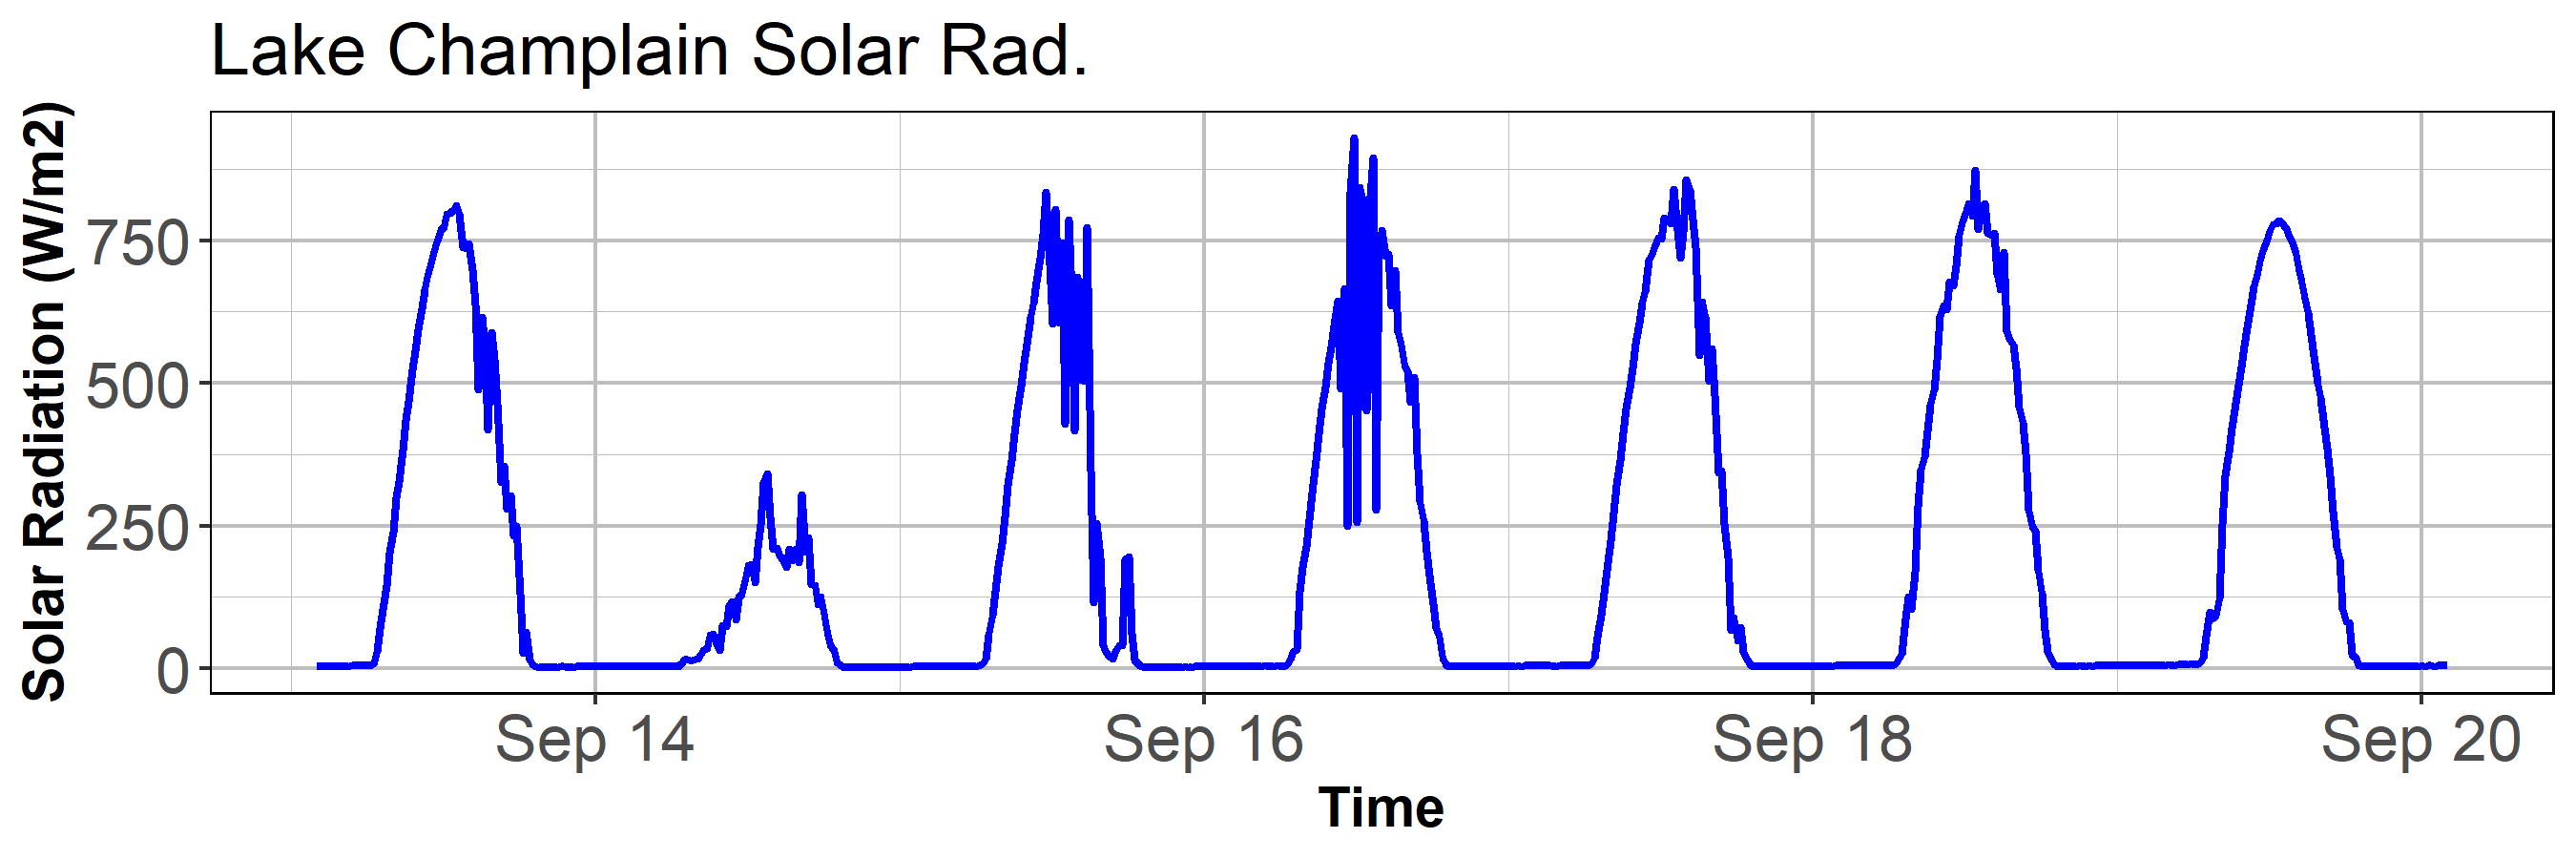 Lake Champlain Solar Rad.
Solar Radiation (W/m2)
750
500
250
0
Sep 14
Sep 16
Sep 18
Sep 20
Time